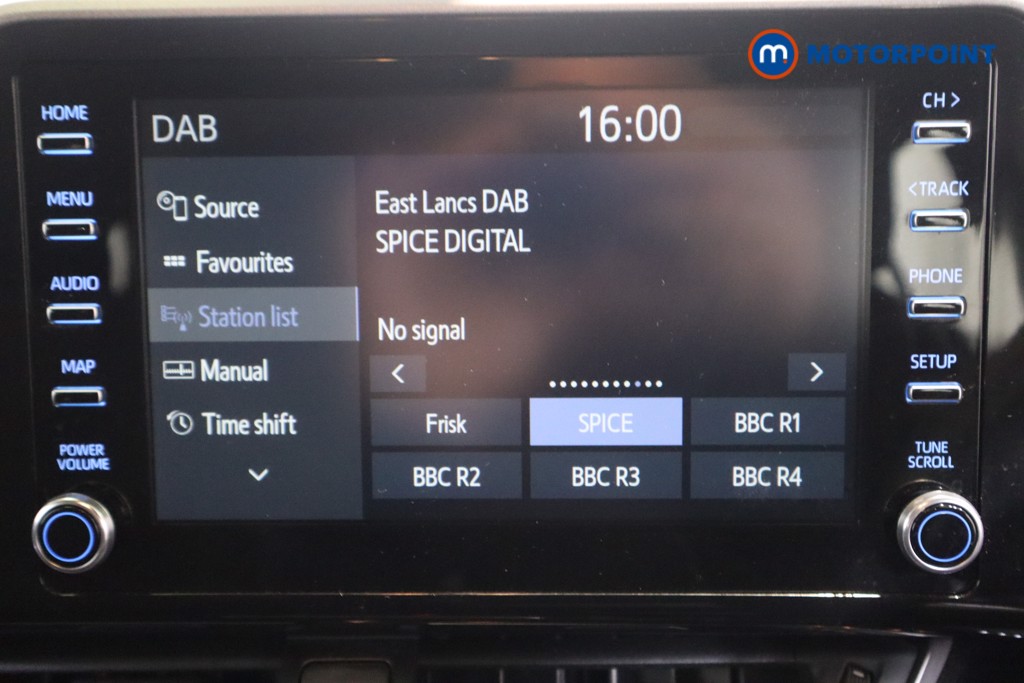 m. MOTORPOINT
HOME
MENU
AUDIO
MAP
POWER
VOLUME
DAB
16:00
Source
Favourites
Station list
Manual
Time shift
East Lancs DAB
SPICE DIGITAL
No signal
< >
Frisk SPICE BBC R1
BBC R2 BBC R3 BBC R4
CH >
< TRACK
PHONE
SETUP
TUNE
SCROLL